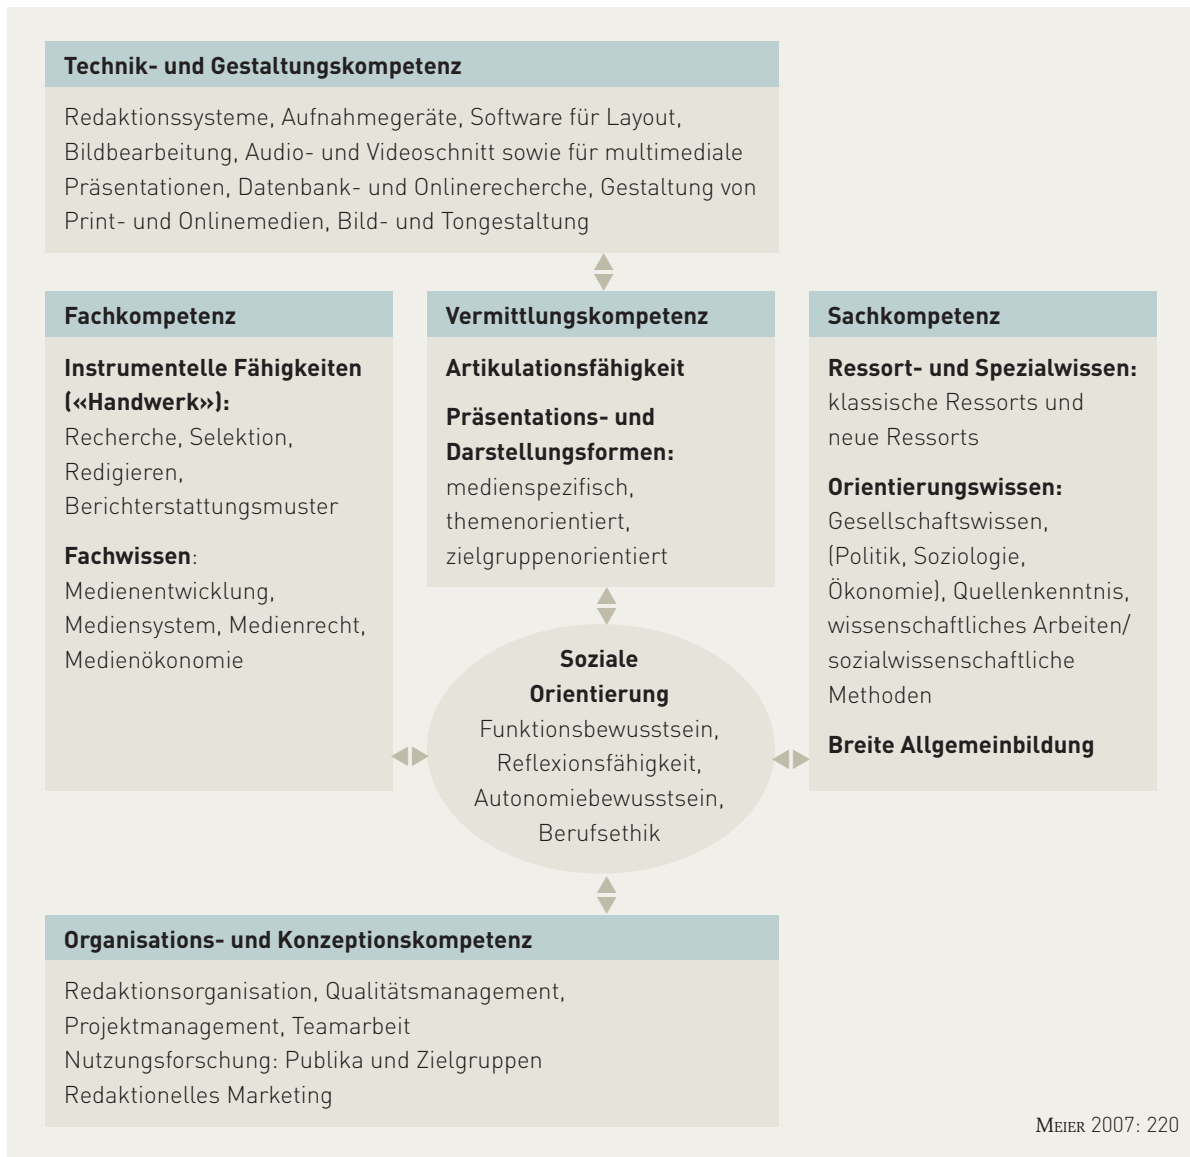 Technik- und Gestaltungskompetenz
Redaktionssysteme, Aufnahmegeräte, Software für Layout,
Bildbearbeitung, Audio- und Videoschnitt sowie für multimediale
Präsentationen, Datenbank- und Onlinerecherche, Gestaltung von
Print- und Onlinemedien, Bild- und Tongestaltung
Fachkompetenz
Instrumentelle Fähigkeiten
(«Handwerk»):
Recherche, Selektion,
Redigieren,
Berichterstattungsmuster
Fachwissen:
Medienentwicklung,
Mediensystem, Medienrecht,
Medienökonomie
Vermittlungskompetenz
Artikulationsfähigkeit
Präsentations- und
Darstellungsformen:
medienspezifisch,
themenorientiert,
zielgruppenorientiert
Sachkompetenz
Ressort- und Spezialwissen:
klassische Ressorts und
neue Ressorts
Orientierungswissen:
Gesellschaftswissen,
(Politik, Soziologie,
Ökonomie), Quellenkenntnis,
wissenschaftliches Arbeiten/
sozialwissenschaftliche
Methoden
Breite Allgemeinbildung
Soziale
Orientierung
Funktionsbewusstsein,
Reflexionsfähigkeit,
Autonomiebewusstsein,
Berufsethik
Organisations- und Konzeptionskompetenz
Redaktionsorganisation, Qualitätsmanagement,
Projektmanagement, Teamarbeit
Nutzungsforschung: Publika und Zielgruppen
Redaktionelles Marketing
MEIER 2007: 220